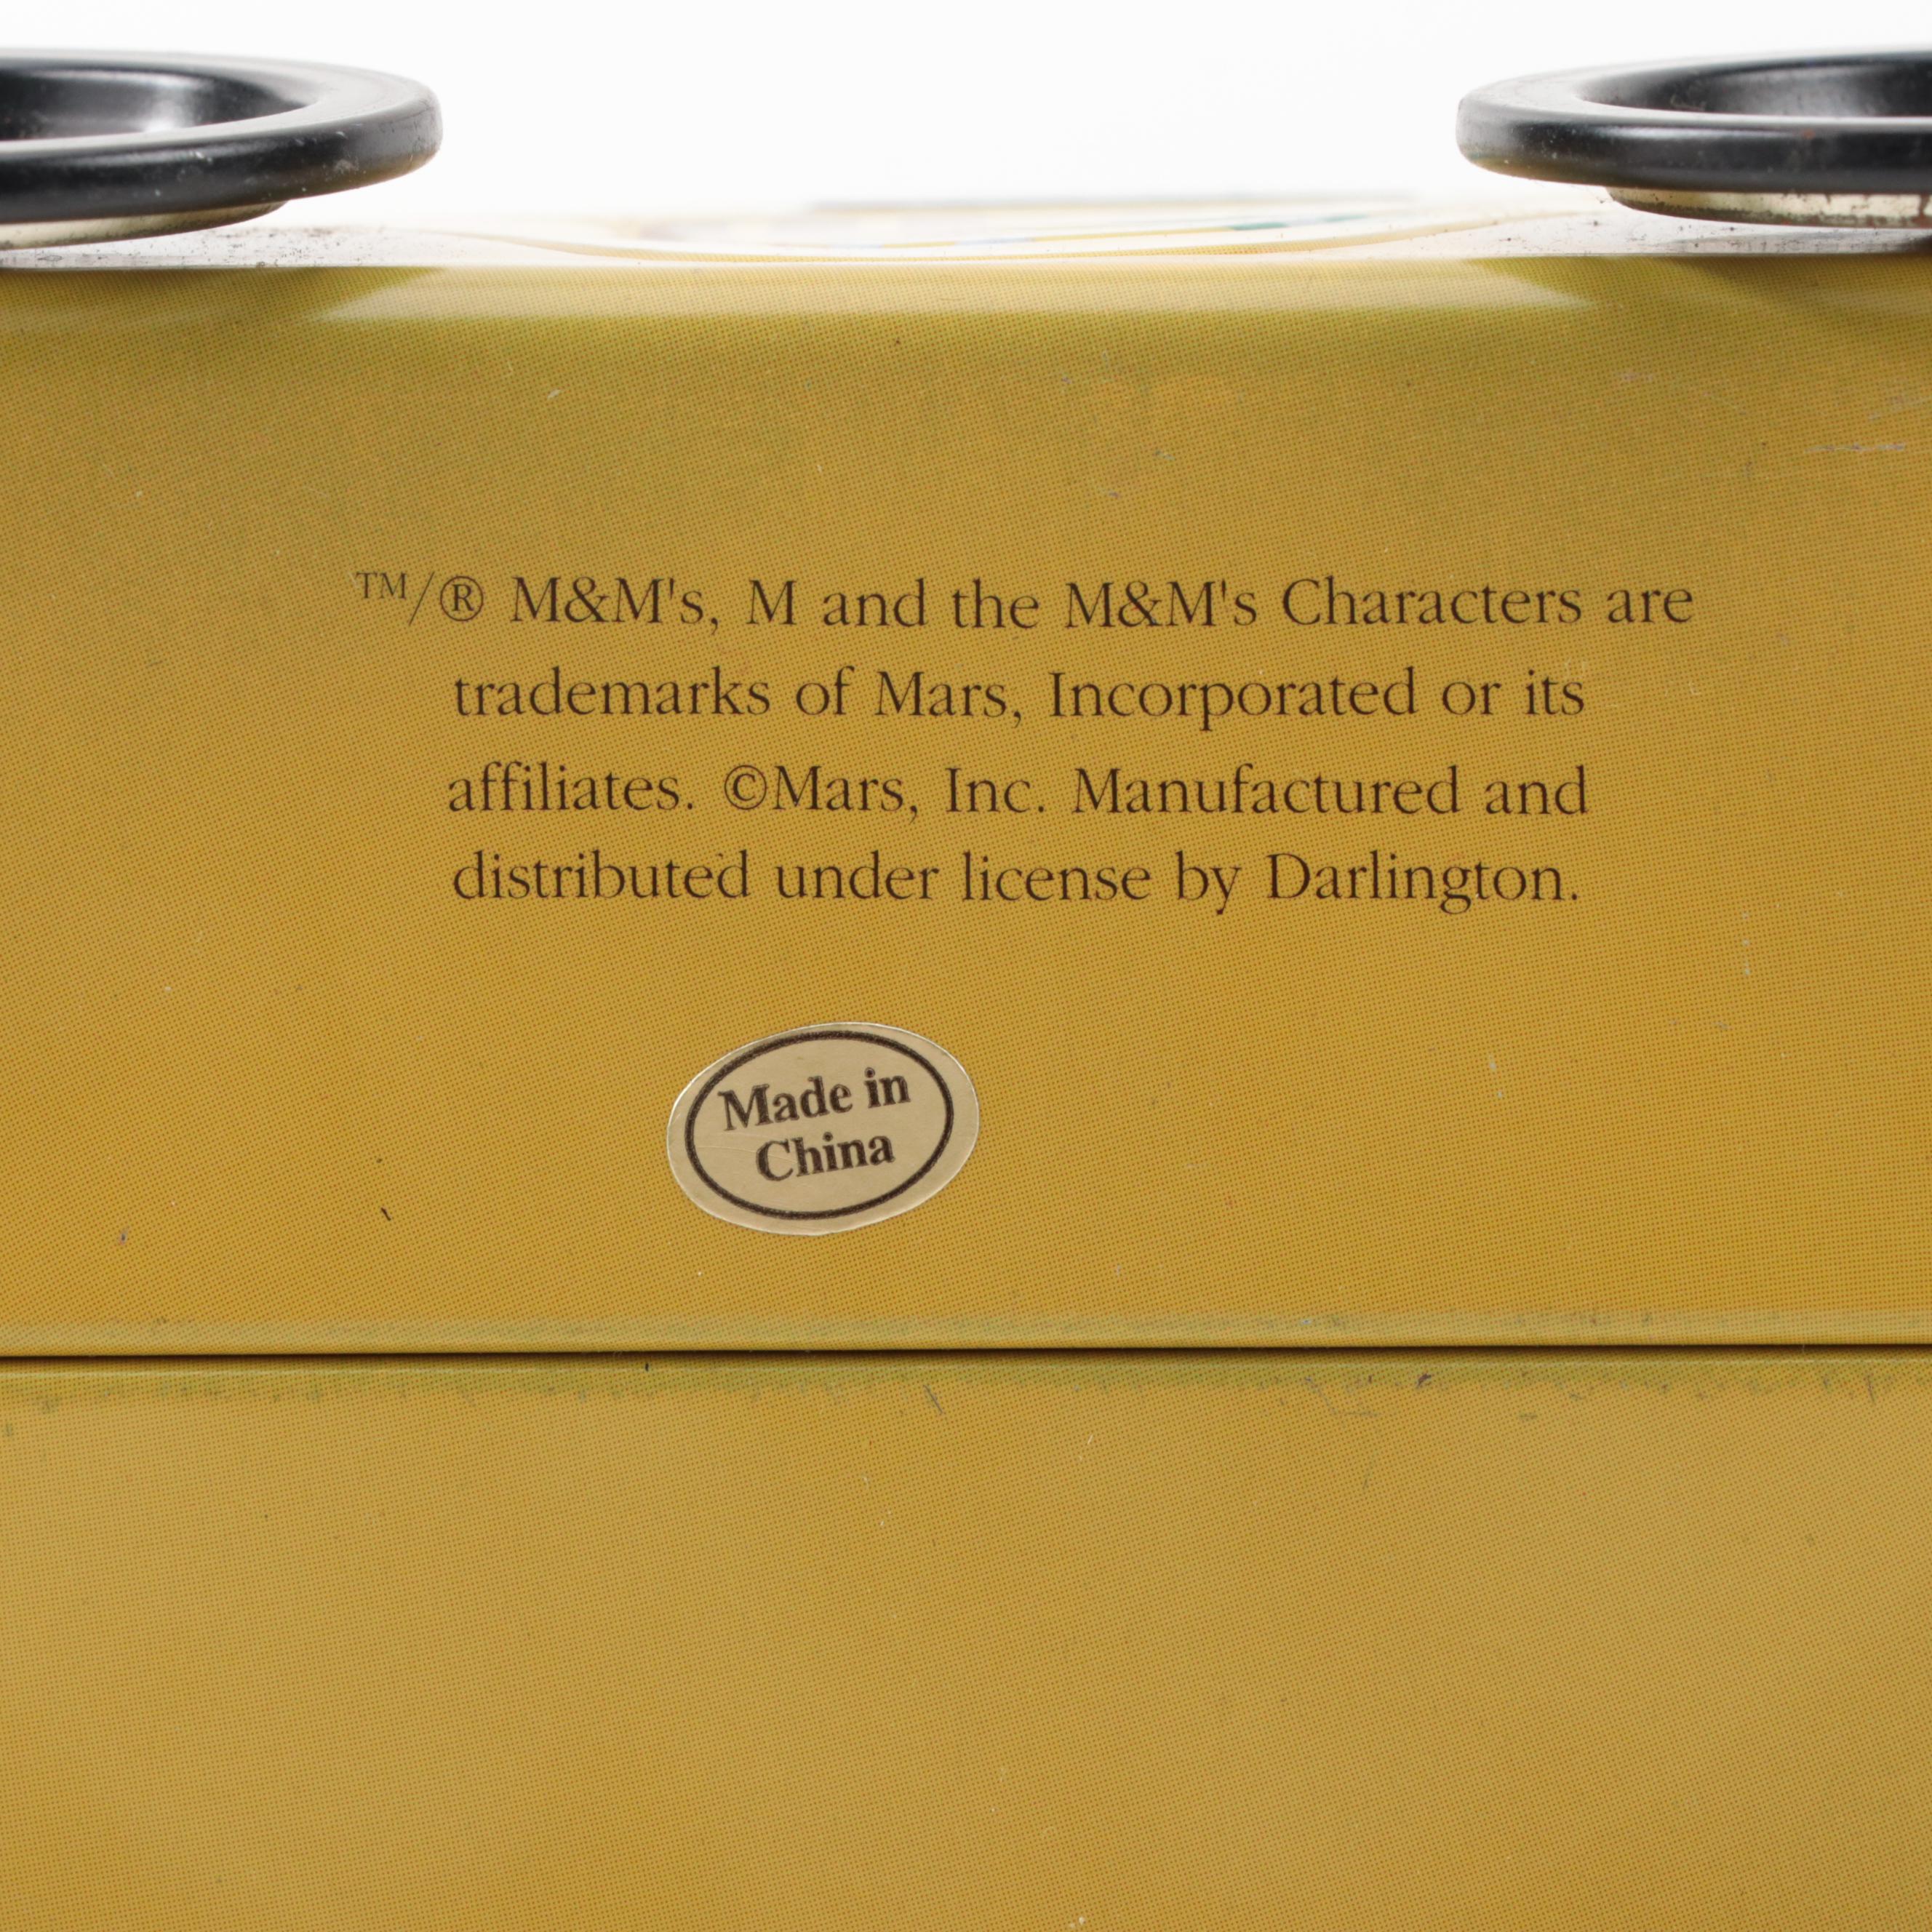 ™/® M&M's, M and the M&M's Characters are
trademarks of Mars, Incorporated or its
affiliates. ©Mars, Inc. Manufactured and
distributed under license by Darlington.
Made in
China